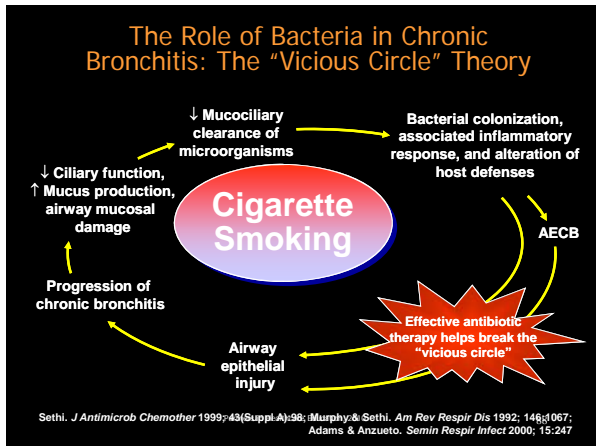 The Role of Bacteria in Chronic
Bronchitis: The “Vicious Circle” Theory
↓ Mucociliary
clearance of
microorganisms
Bacterial colonization,
associated inflammatory
response, and alteration of
host defenses
↓ Ciliary function,
↑ Mucus production,
airway mucosal
damage
Cigarette
Smoking
AECB
Progression of
chronic bronchitis
Effective antibiotic
therapy helps break the
“vicious circle”
Airway
epithelial
injury
Sethi. J Antimicrob Chemother 1999; 43(Suppl A):98; Murphy & Sethi. Am Rev Respir Dis 1992; 146:1067;
Adams & Anzueto. Semin Respir Infect 2000; 15:247